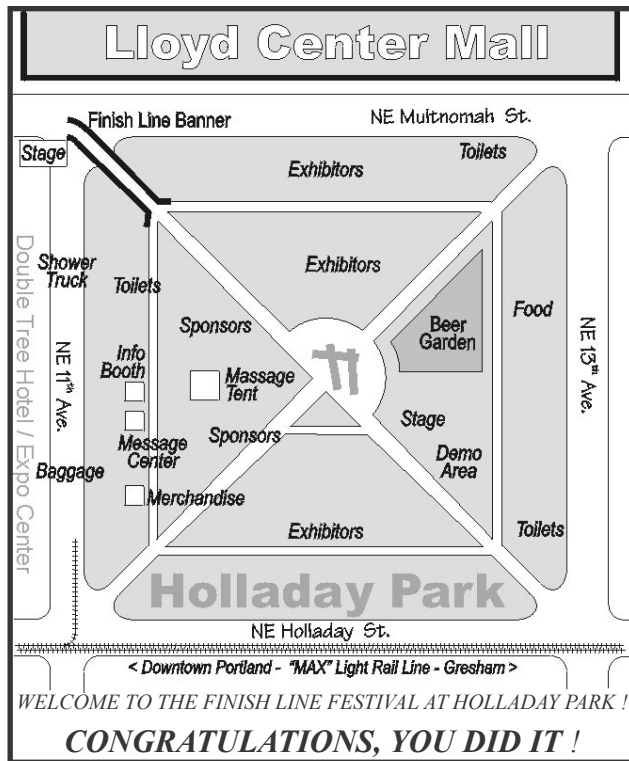 Lloyd Center Mall
Finish Line Banner
NE Multnomah St.
Stage
Exhibitors
Toilets
Double Tree Hotel / Expo Center
Shower
Truck
Toilets
Exhibitors
Sponsors
Beer
Garden
Food
NE 11th Ave.
NE 13th Ave.
Info
Booth
Massage
Tent
Sponsors
Stage
Message
Center
Demo
Area
Baggage
Merchandise
Exhibitors
Toilets
Holladay Park
NE Holladay St.
< Downtown Portland - "MAX" Light Rail Line - Gresham >
WELCOME TO THE FINISH LINE FESTIVAL AT HOLLADAY PARK !
CONGRATULATIONS, YOU DID IT !